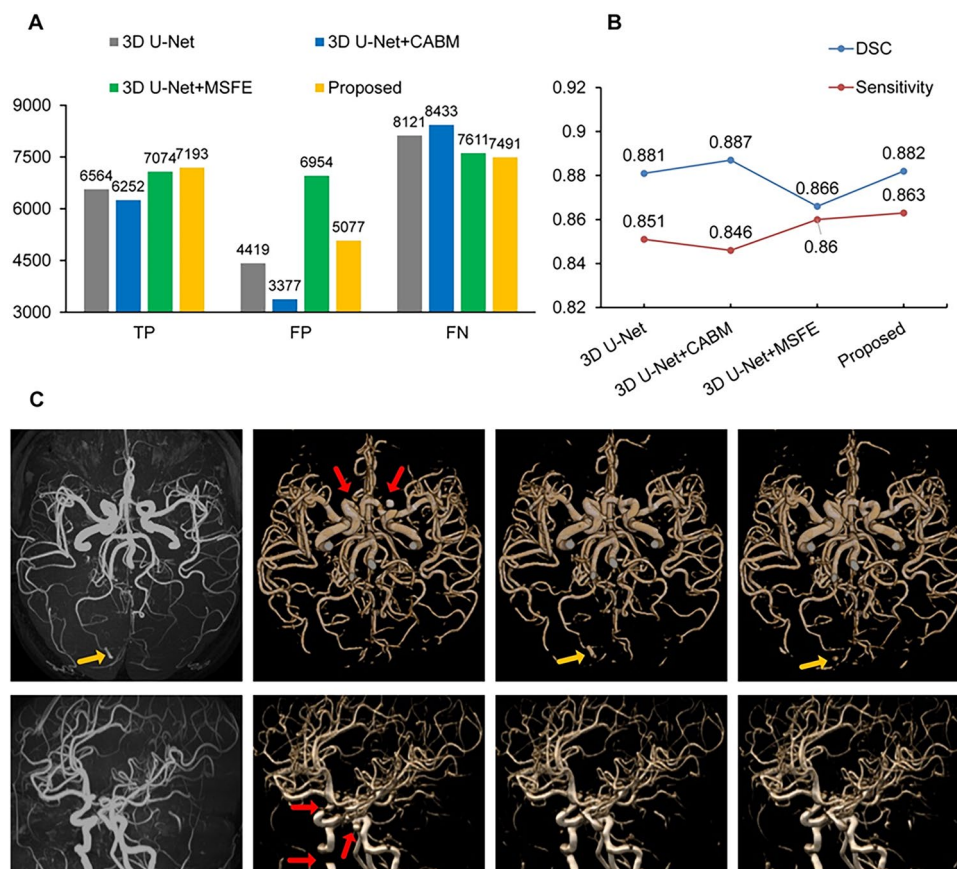 A
3D U-Net
3D U-Net+CABM
3D U-Net+MSFE
Proposed
9000
7500
6000
4500
3000
6564
6252
7074
7193
4419
3377
6954
5077
8121
8433
7611
7491
TP
FP
FN
B
DSC
Sensitivity
0.92
0.9
0.88
0.86
0.84
0.82
0.881
0.887
0.866
0.882
0.851
0.846
0.86
0.863
3D U-Net
3D U-Net+CABM
3D U-Net+MSFE
Proposed
C